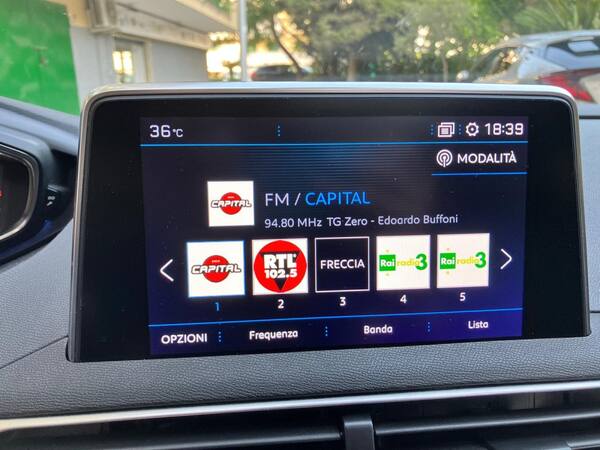 36 °C
18:39
MODALITÀ
CAPITAL
FM / CAPITAL
94.80 MHz TG Zero - Edoardo Buffoni
CAPITAL
RTL 102.5
FRECCIA
Rai radio 3
Rai radio 3
1 2 3 4 5
OPZIONI Frequenza Banda Lista